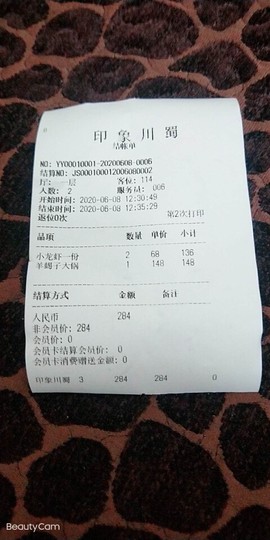 印象川蜀
结帐单
NO: YY00010001-20200608-0006
结算NO: JS000100012006080002
厅: 一层 客位: 114
人数: 2 服务员: 006
开始时间: 2020-06-08 12:30:49
结束时间: 2020-06-08 12:35:29
退位0次 第2次打印
品项 数量 单价 小计
小龙虾一份 2 68 136
羊蝎子大锅 1 148 148
结算方式 金额 备注
人民币 284
非会员价: 284
会员价: 0
会员卡结算会员价: 0
会员卡消费赠送金额: 0
印象川蜀 3 284 284 0
BeautyCam